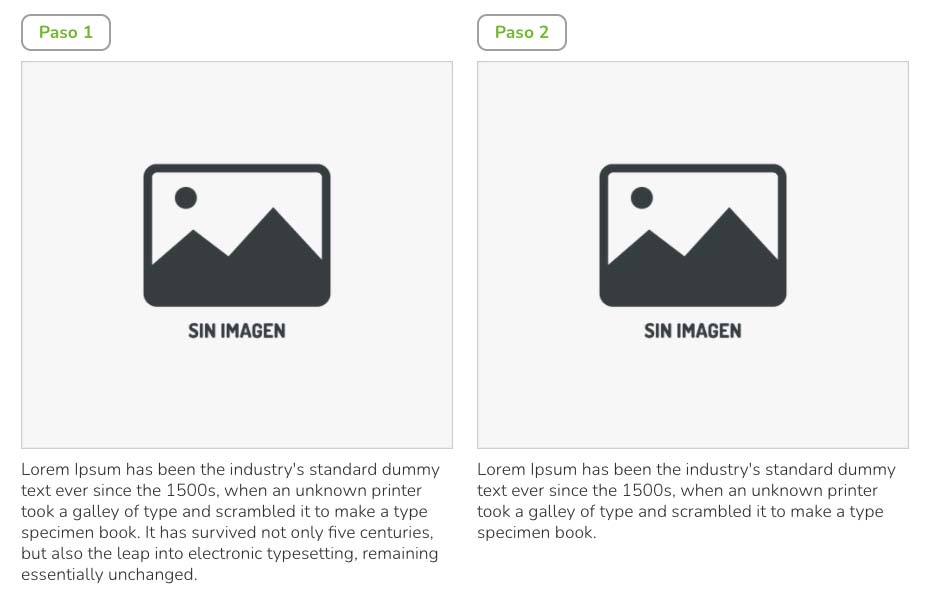 Paso 1
SIN IMAGEN
Lorem Ipsum has been the industry's standard dummy
text ever since the 1500s, when an unknown printer
took a galley of type and scrambled it to make a type
specimen book. It has survived not only five centuries,
but also the leap into electronic typesetting, remaining
essentially unchanged.
Paso 2
SIN IMAGEN
Lorem Ipsum has been the industry's standard dummy
text ever since the 1500s, when an unknown printer
took a galley of type and scrambled it to make a type
specimen book.